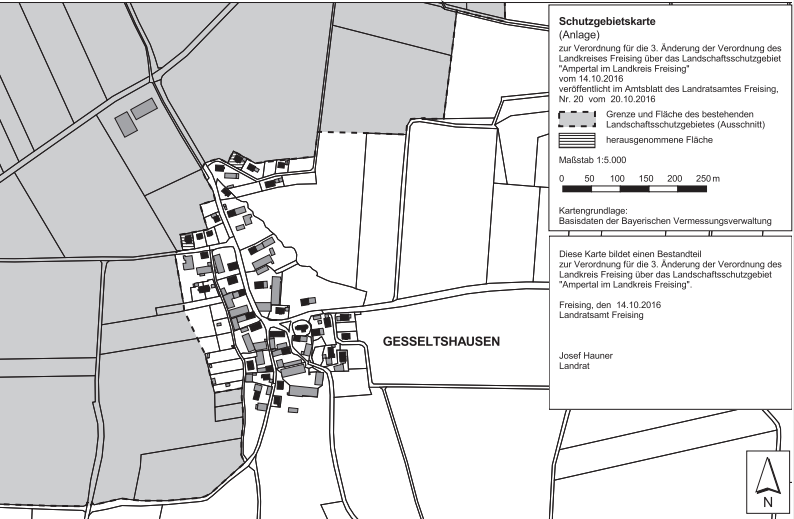 Schutzgebietskarte
(Anlage)
zur Verordnung für die 3. Änderung der Verordnung des
Landkreises Freising über das Landschaftsschutzgebiet
"Ampertal im Landkreis Freising"
vom 14.10.2016
veröffentlicht im Amtsblatt des Landratsamtes Freising,
Nr. 20 vom 20.10.2016
Grenze und Fläche des bestehenden
Landschaftsschutzgebietes (Ausschnitt)
herausgenommene Fläche
Maßstab 1:5.000
0 50 100 150 200 250 m
Kartengrundlage:
Basisdaten der Bayerischen Vermessungsverwaltung
Diese Karte bildet einen Bestandteil
zur Verordnung für die 3. Änderung der Verordnung des
Landkreis Freising über das Landschaftsschutzgebiet
"Ampertal im Landkreis Freising".
Freising, den 14.10.2016
Landratsamt Freising
Josef Hauner
Landrat
GESSELTSHAUSEN
N